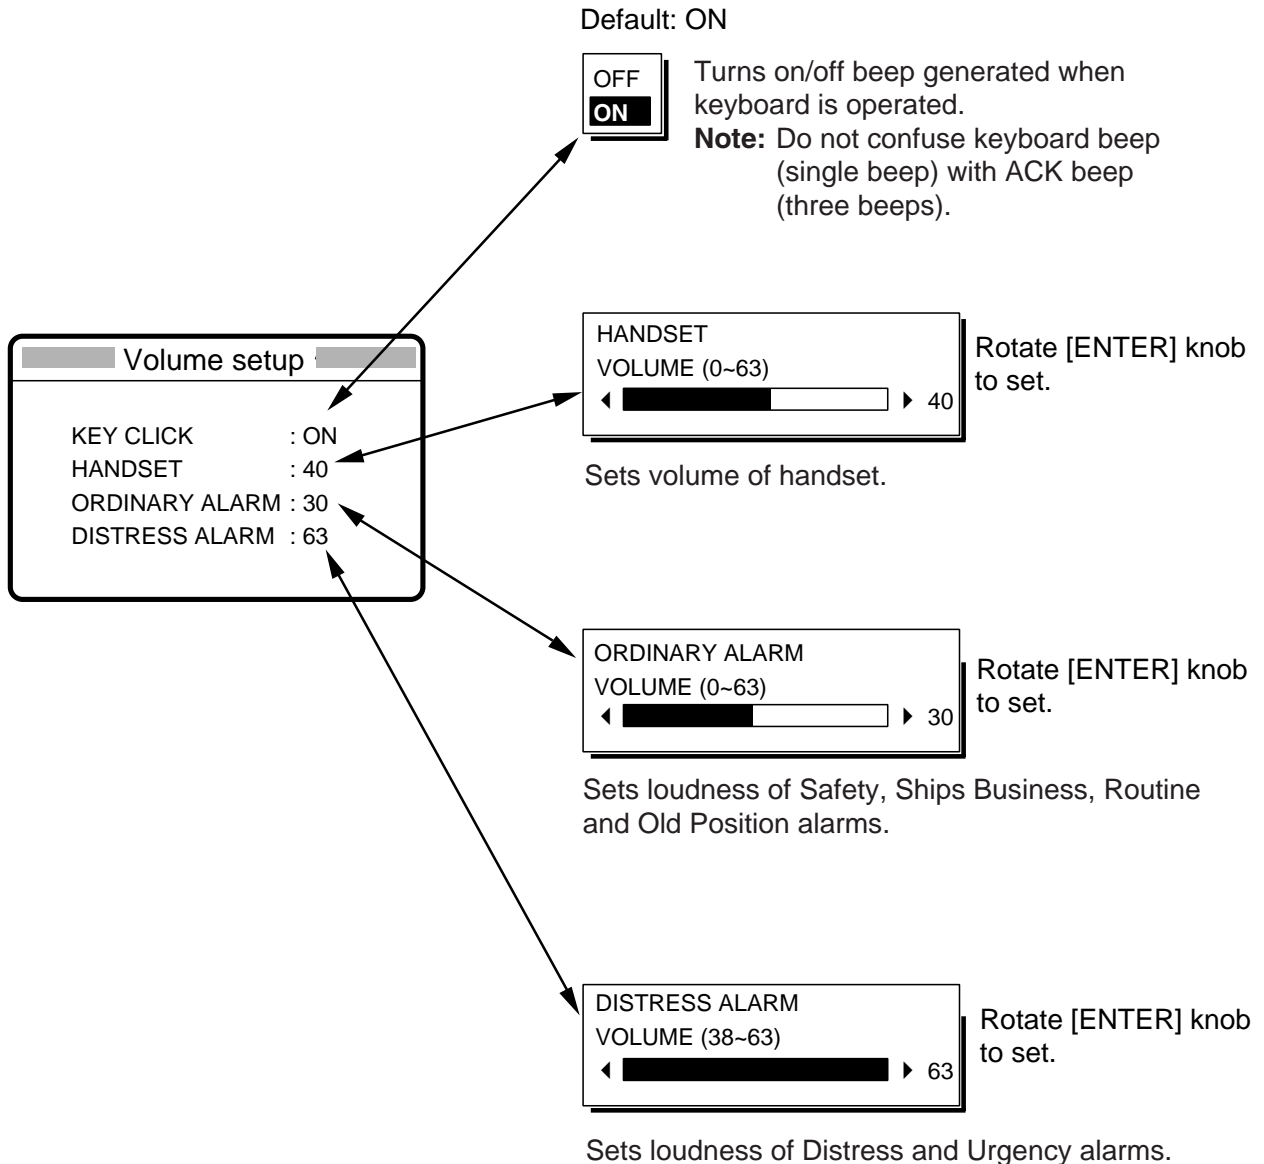 Default: ON
OFF
ON
Turns on/off beep generated when
keyboard is operated.
Note: Do not confuse keyboard beep
(single beep) with ACK beep
(three beeps).
Volume setup
KEY CLICK : ON
HANDSET : 40
ORDINARY ALARM : 30
DISTRESS ALARM : 63
HANDSET
VOLUME (0~63)
40
Rotate [ENTER] knob
to set.
Sets volume of handset.
ORDINARY ALARM
VOLUME (0~63)
30
Rotate [ENTER] knob
to set.
Sets loudness of Safety, Ships Business, Routine
and Old Position alarms.
DISTRESS ALARM
VOLUME (38~63)
63
Rotate [ENTER] knob
to set.
Sets loudness of Distress and Urgency alarms.